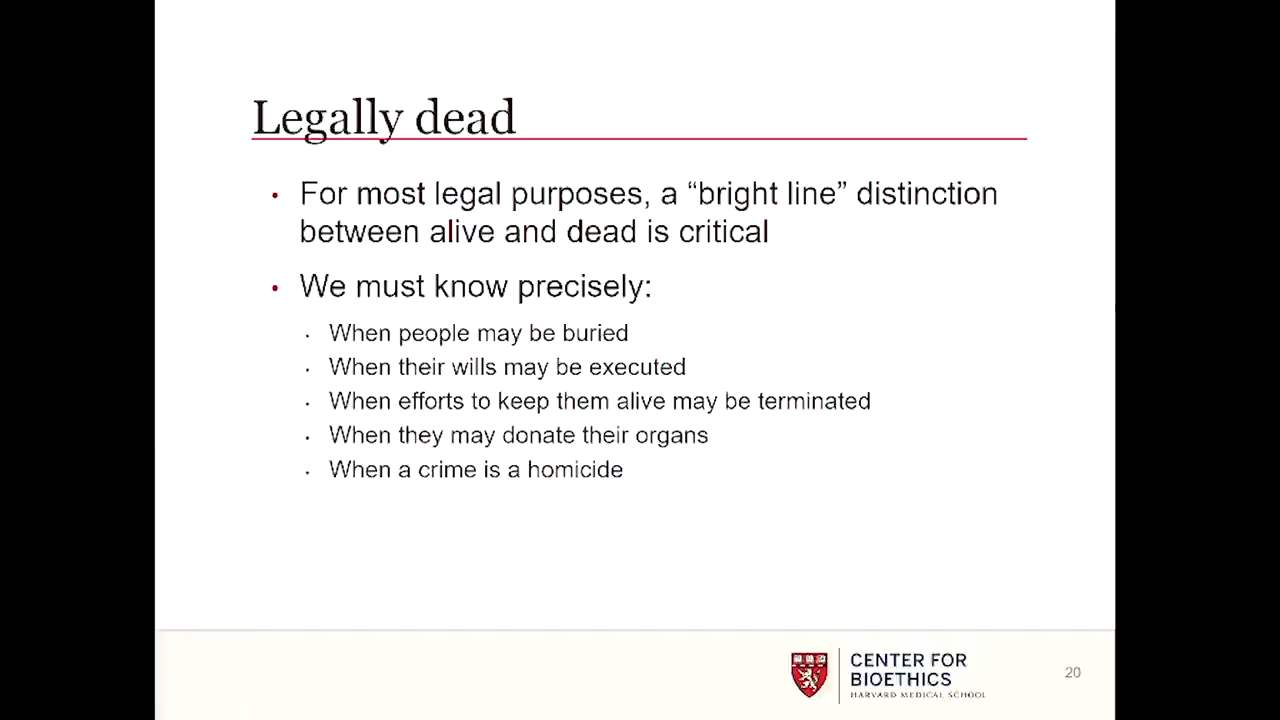 Legally dead
• For most legal purposes, a “bright line” distinction
between alive and dead is critical
• We must know precisely:
• When people may be buried
• When their wills may be executed
• When efforts to keep them alive may be terminated
• When they may donate their organs
• When a crime is a homicide
CENTER FOR
BIOETHICS
HARVARD MEDICAL SCHOOL
20